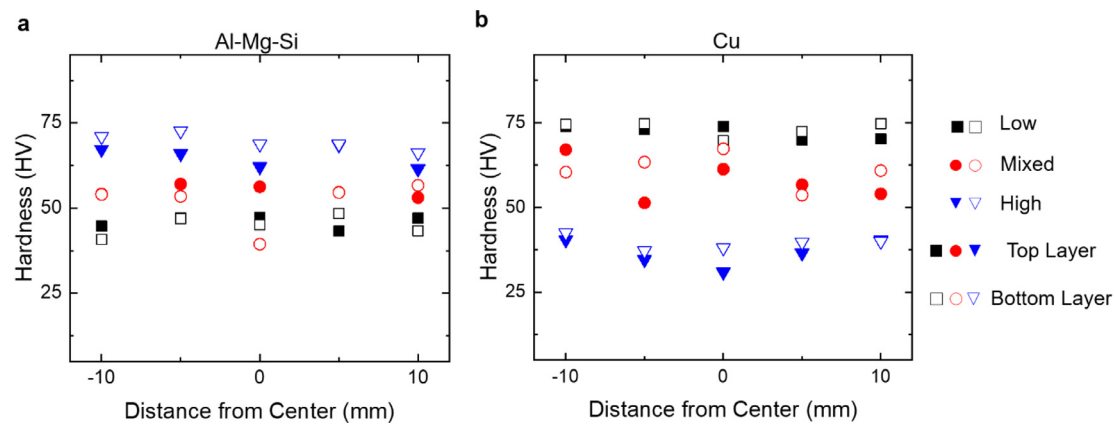 a
Al-Mg-Si
Hardness (HV)
75
50
25
-10
0
10
Distance from Center (mm)
b
Cu
Hardness (HV)
75
50
25
-10
0
10
Distance from Center (mm)
Low
Mixed
High
Top Layer
Bottom Layer